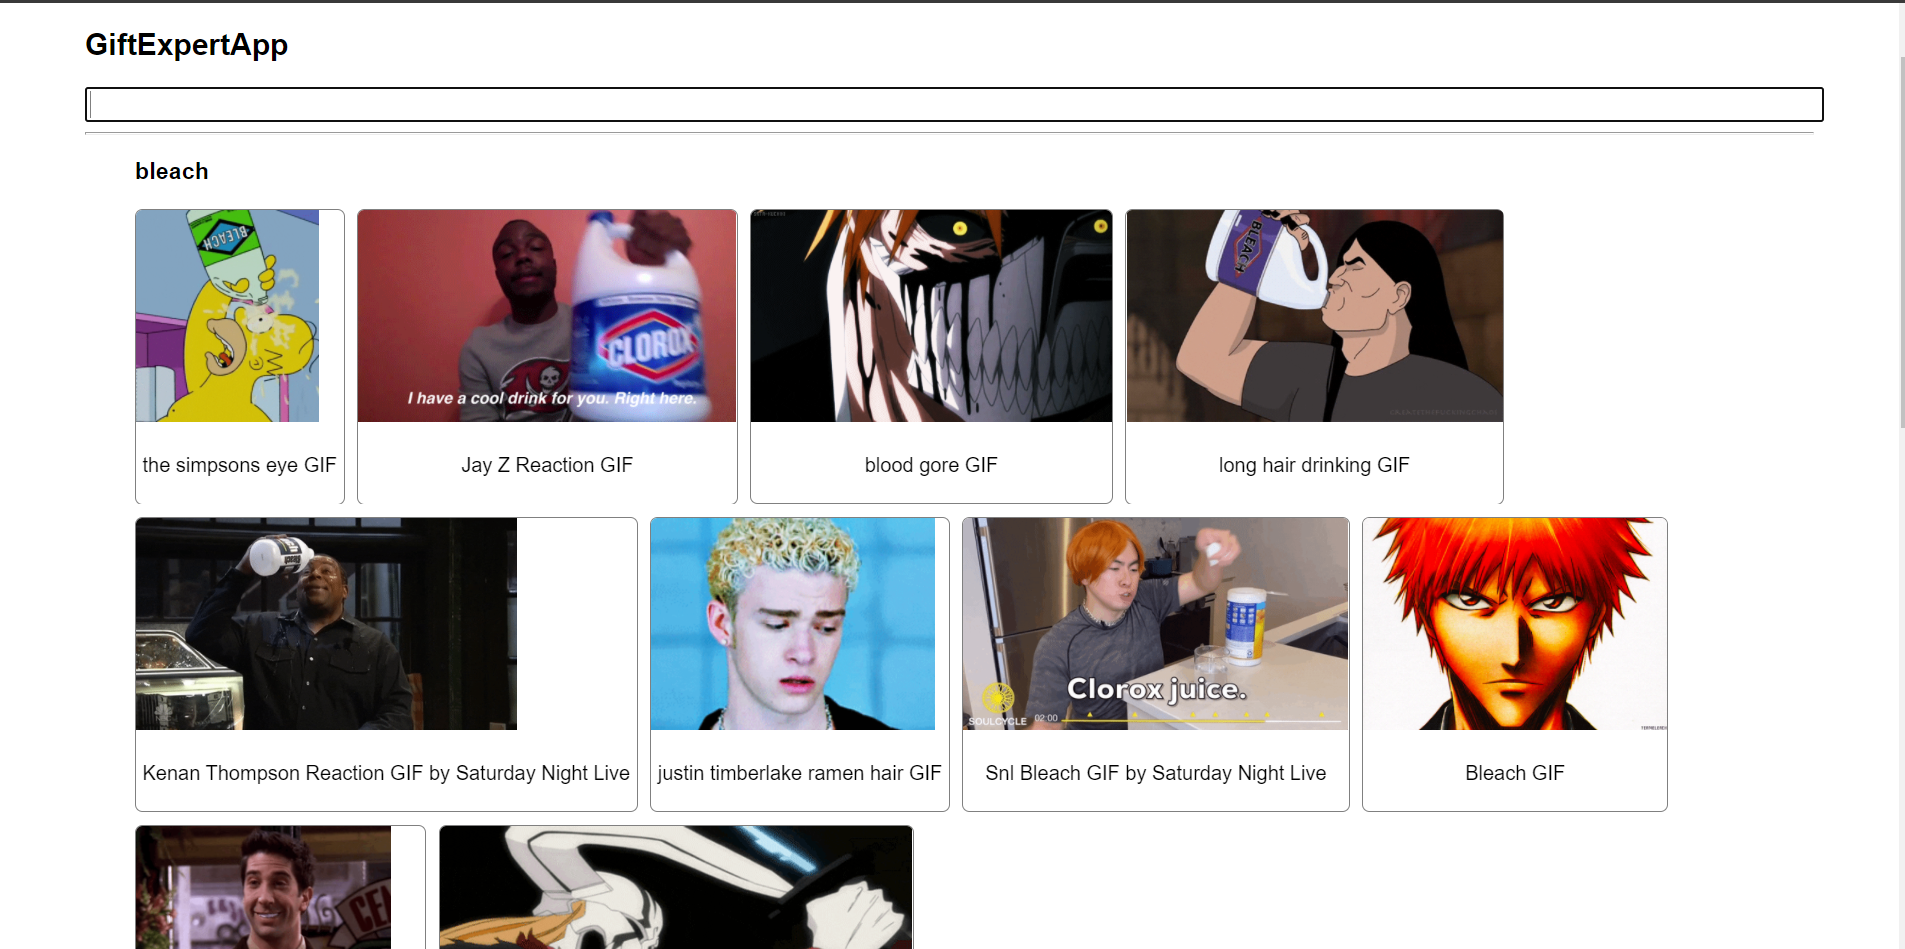 GiftExpertApp
bleach
BLEACH
CLOROX
I have a cool drink for you. Right here.
BLEACH
the simpsons eye GIF
Jay Z Reaction GIF
blood gore GIF
long hair drinking GIF
Clorox juice.
SOULCYCLE
02:00
Kenan Thompson Reaction GIF by Saturday Night Live
justin timberlake ramen hair GIF
Snl Bleach GIF by Saturday Night Live
Bleach GIF